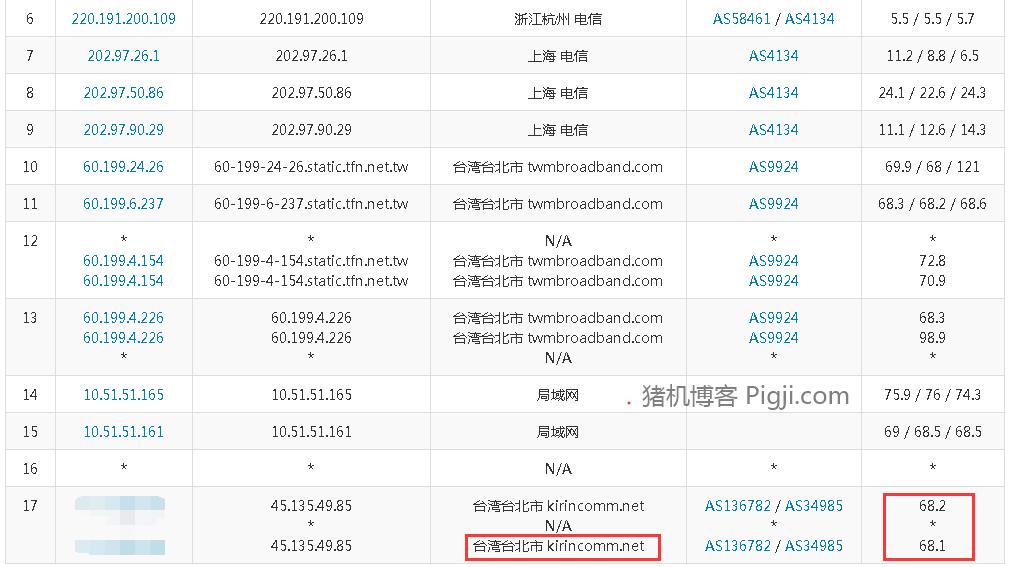 6 220.191.200.109 220.191.200.109 浙江杭州 电信 AS58461 / AS4134 5.5 / 5.5 / 5.7
7 202.97.26.1 202.97.26.1 上海 电信 AS4134 11.2 / 8.8 / 6.5
8 202.97.50.86 202.97.50.86 上海 电信 AS4134 24.1 / 22.6 / 24.3
9 202.97.90.29 202.97.90.29 上海 电信 AS4134 11.1 / 12.6 / 14.3
10 60.199.24.26 60-199-24-26.static.tfn.net.tw 台湾台北市 twmbroadband.com AS9924 69.9 / 68 / 121
11 60.199.6.237 60-199-6-237.static.tfn.net.tw 台湾台北市 twmbroadband.com AS9924 68.3 / 68.2 / 68.6
12 * * N/A * *
60.199.4.154 60-199-4-154.static.tfn.net.tw 台湾台北市 twmbroadband.com AS9924 72.8
60.199.4.154 60-199-4-154.static.tfn.net.tw 台湾台北市 twmbroadband.com AS9924 70.9
13 60.199.4.226 60.199.4.226 台湾台北市 twmbroadband.com AS9924 68.3
60.199.4.226 60.199.4.226 台湾台北市 twmbroadband.com AS9924 98.9
* * N/A * *
14 10.51.51.165 10.51.51.165 局域网 75.9 / 76 / 74.3
. 猪机博客 Pigji.com
15 10.51.51.161 10.51.51.161 局域网 69 / 68.5 / 68.5
16 * * N/A * *
17 45.135.49.85 台湾台北市 kirincomm.net AS136782 / AS34985 68.2
* N/A * *
45.135.49.85 台湾台北市 kirincomm.net AS136782 / AS34985 68.1